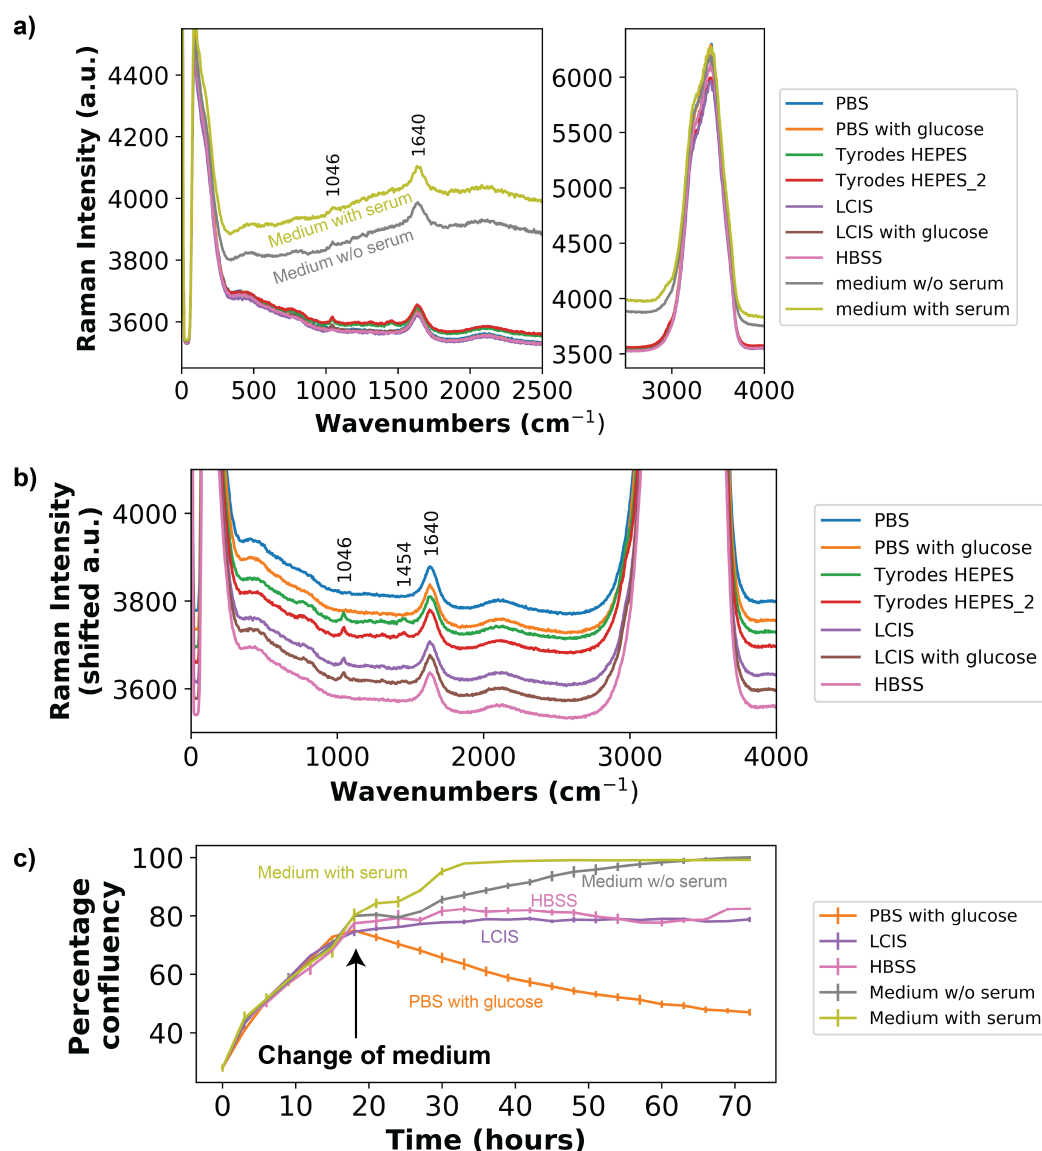 a)
Raman Intensity (a.u.)
4400
4200
4000
3800
3600
1046
1640
Medium with serum
Medium w/o serum
0 500 1000 1500 2000 2500
6000
5500
5000
4500
4000
3500
3000 4000
Wavenumbers (cm⁻¹)
PBS
PBS with glucose
Tyrodes HEPES
Tyrodes HEPES_2
LCIS
LCIS with glucose
HBSS
medium w/o serum
medium with serum
b)
Raman Intensity
(shifted a.u.)
4000
3800
3600
1046
1454
1640
0 1000 2000 3000 4000
Wavenumbers (cm⁻¹)
PBS
PBS with glucose
Tyrodes HEPES
Tyrodes HEPES_2
LCIS
LCIS with glucose
HBSS
c)
Percentage
confluency
100
80
60
40
Medium with serum
Medium w/o serum
HBSS
LCIS
PBS with glucose
Change of medium
0 10 20 30 40 50 60 70
Time (hours)
PBS with glucose
LCIS
HBSS
Medium w/o serum
Medium with serum